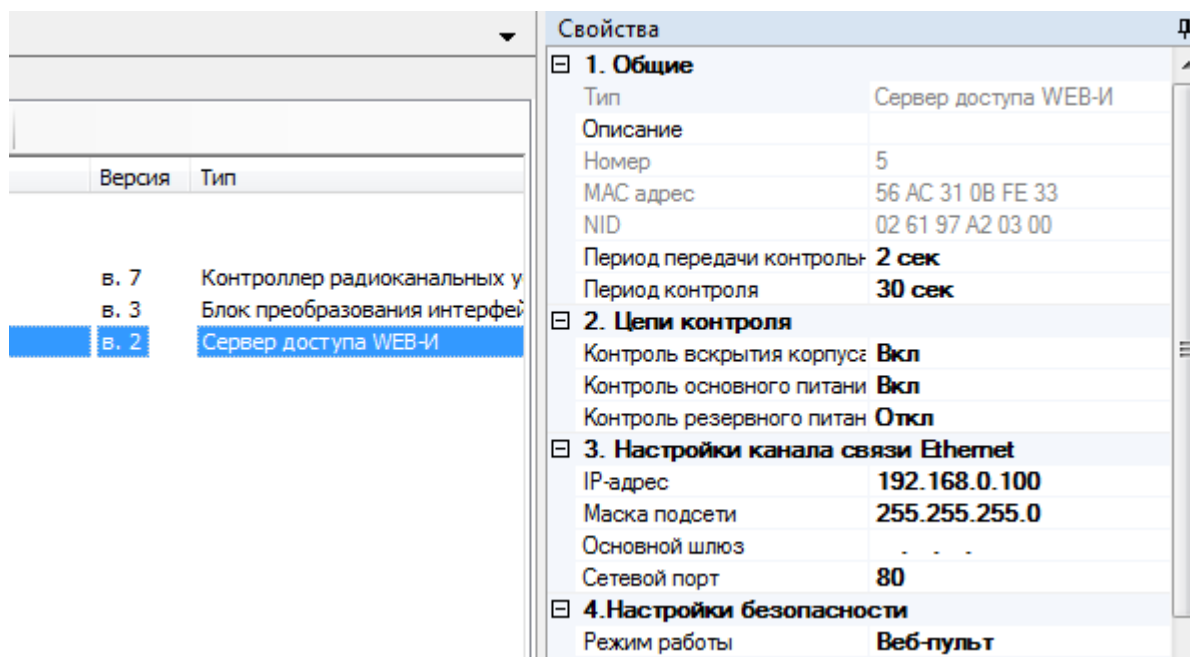 Свойства
1. Общие
Тип Сервер доступа WEB-И
Описание
Номер 5
MAC адрес 56 AC 31 0B FE 33
NID 02 61 97 A2 03 00
Период передачи контрольн 2 сек
Период контроля 30 сек
2. Цепи контроля
Контроль вскрытия корпуса Вкл
Контроль основного питани Вкл
Контроль резервного питан Откл
3. Настройки канала связи Ethernet
IP-адрес 192.168.0.100
Маска подсети 255.255.255.0
Основной шлюз . . .
Сетевой порт 80
4.Настройки безопасности
Режим работы Веб-пульт
Версия Тип
в. 7 Контроллер радиоканальных у
в. 3 Блок преобразования интерфей
в. 2 Сервер доступа WEB-И